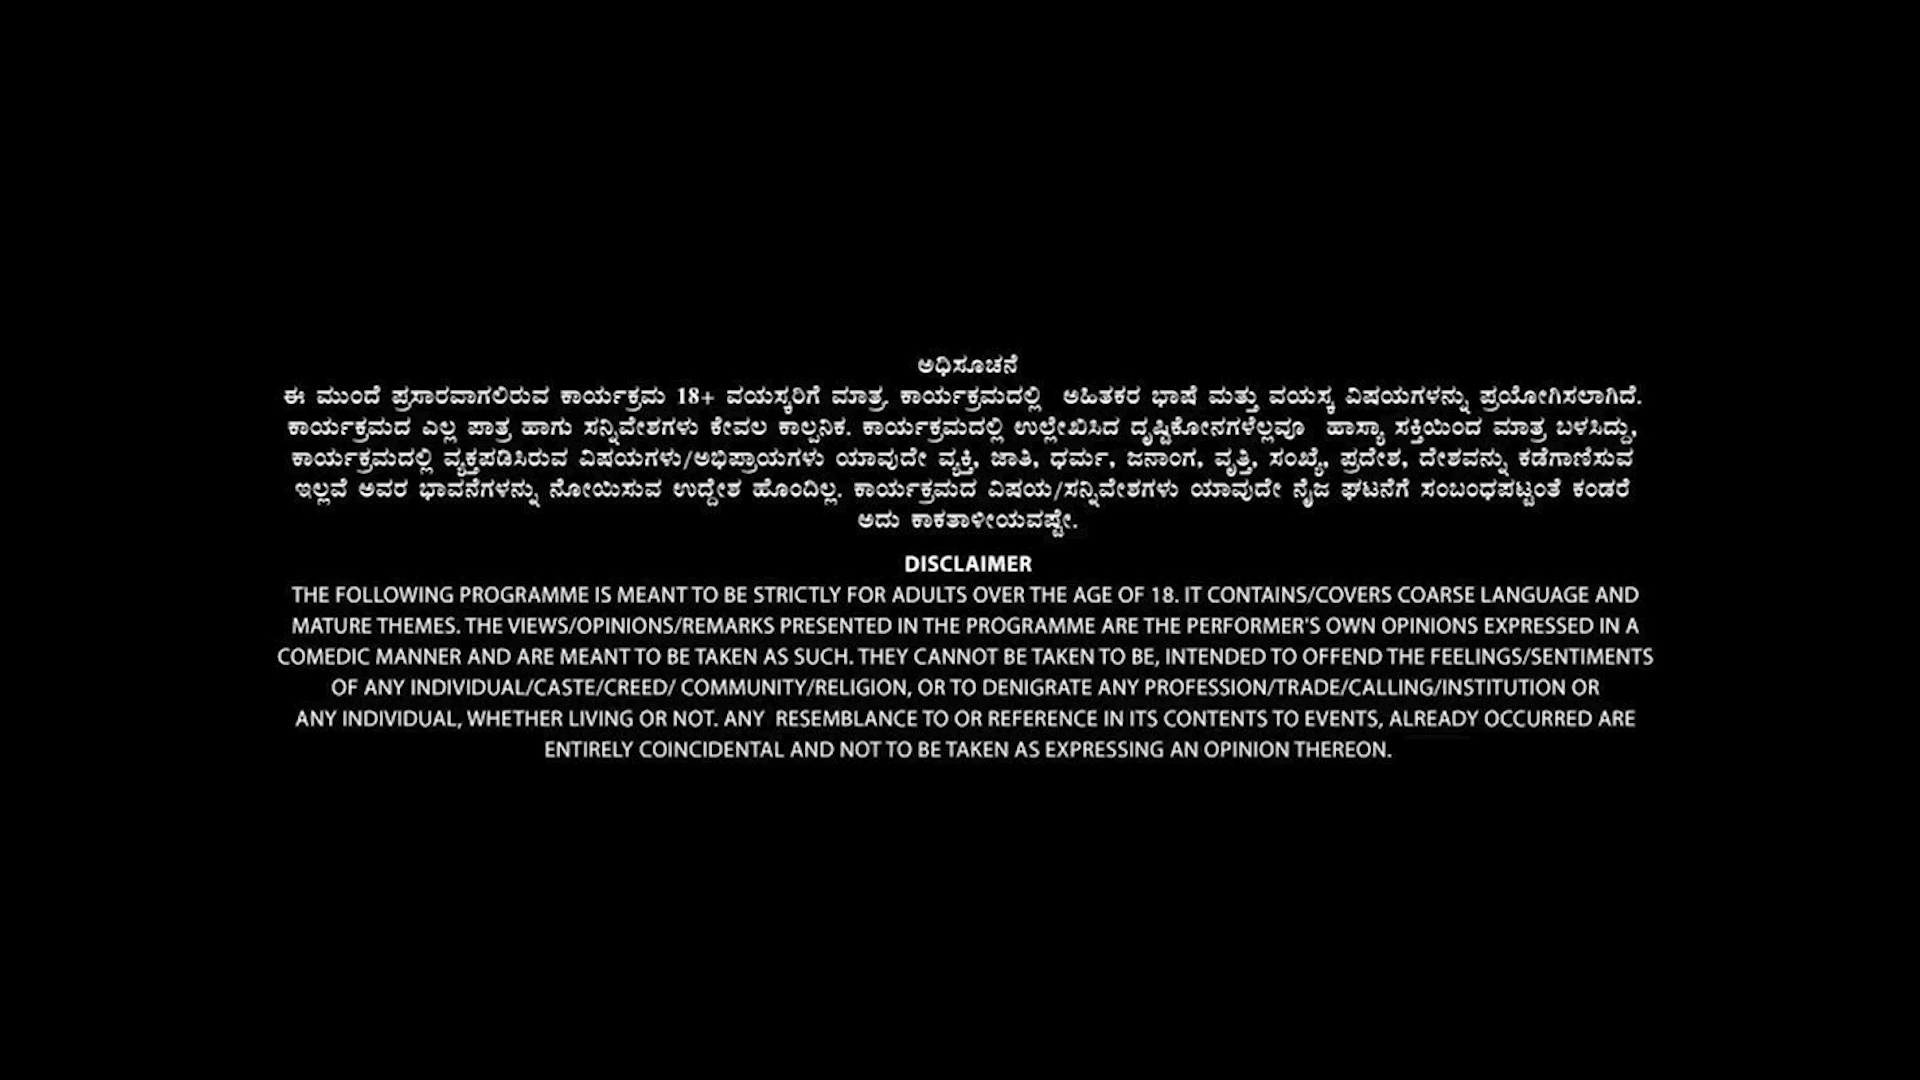 ಅಧಿಸೂಚನೆ
ಈ ಮುಂದೆ ಪ್ರಸಾರವಾಗಲಿರುವ ಕಾರ್ಯಕ್ರಮ 18+ ವಯಸ್ಕರಿಗೆ ಮಾತ್ರ. ಕಾರ್ಯಕ್ರಮದಲ್ಲಿ ಅಹಿತಕರ ಭಾಷೆ ಮತ್ತು ವಯಸ್ಕ ವಿಷಯಗಳನ್ನು ಪ್ರಯೋಗಿಸಲಾಗಿದೆ.
ಕಾರ್ಯಕ್ರಮದ ಎಲ್ಲ ಪಾತ್ರ ಹಾಗು ಸನ್ನಿವೇಶಗಳು ಕೇವಲ ಕಾಲ್ಪನಿಕ. ಕಾರ್ಯಕ್ರಮದಲ್ಲಿ ಉಲ್ಲೇಖಿಸಿದ ದೃಷ್ಟಿಕೋನಗಳೆಲ್ಲವೂ ಹಾಸ್ಯಾ ಸಕ್ತಿಯಿಂದ ಮಾತ್ರ ಬಳಸಿದ್ದು,
ಕಾರ್ಯಕ್ರಮದಲ್ಲಿ ವ್ಯಕ್ತಪಡಿಸಿರುವ ವಿಷಯಗಳು/ಅಭಿಪ್ರಾಯಗಳು ಯಾವುದೇ ವ್ಯಕ್ತಿ, ಜಾತಿ, ಧರ್ಮ, ಜನಾಂಗ, ವೃತ್ತಿ, ಸಂಖ್ಯೆ, ಪ್ರದೇಶ, ದೇಶವನ್ನು ಕಡೆಗಾಣಿಸುವ
ಇಲ್ಲವೆ ಅವರ ಭಾವನೆಗಳನ್ನು ನೋಯಿಸುವ ಉದ್ದೇಶ ಹೊಂದಿಲ್ಲ. ಕಾರ್ಯಕ್ರಮದ ವಿಷಯ/ಸನ್ನಿವೇಶಗಳು ಯಾವುದೇ ನೈಜ ಘಟನೆಗೆ ಸಂಬಂಧಪಟ್ಟಂತೆ ಕಂಡರೆ
ಅದು ಕಾಕತಾಳೀಯವಷ್ಟೇ.
DISCLAIMER
THE FOLLOWING PROGRAMME IS MEANT TO BE STRICTLY FOR ADULTS OVER THE AGE OF 18. IT CONTAINS/COVERS COARSE LANGUAGE AND
MATURE THEMES. THE VIEWS/OPINIONS/REMARKS PRESENTED IN THE PROGRAMME ARE THE PERFORMER'S OWN OPINIONS EXPRESSED IN A
COMEDIC MANNER AND ARE MEANT TO BE TAKEN AS SUCH. THEY CANNOT BE TAKEN TO BE, INTENDED TO OFFEND THE FEELINGS/SENTIMENTS
OF ANY INDIVIDUAL/CASTE/CREED/ COMMUNITY/RELIGION, OR TO DENIGRATE ANY PROFESSION/TRADE/CALLING/INSTITUTION OR
ANY INDIVIDUAL, WHETHER LIVING OR NOT. ANY RESEMBLANCE TO OR REFERENCE IN ITS CONTENTS TO EVENTS, ALREADY OCCURRED ARE
ENTIRELY COINCIDENTAL AND NOT TO BE TAKEN AS EXPRESSING AN OPINION THEREON.